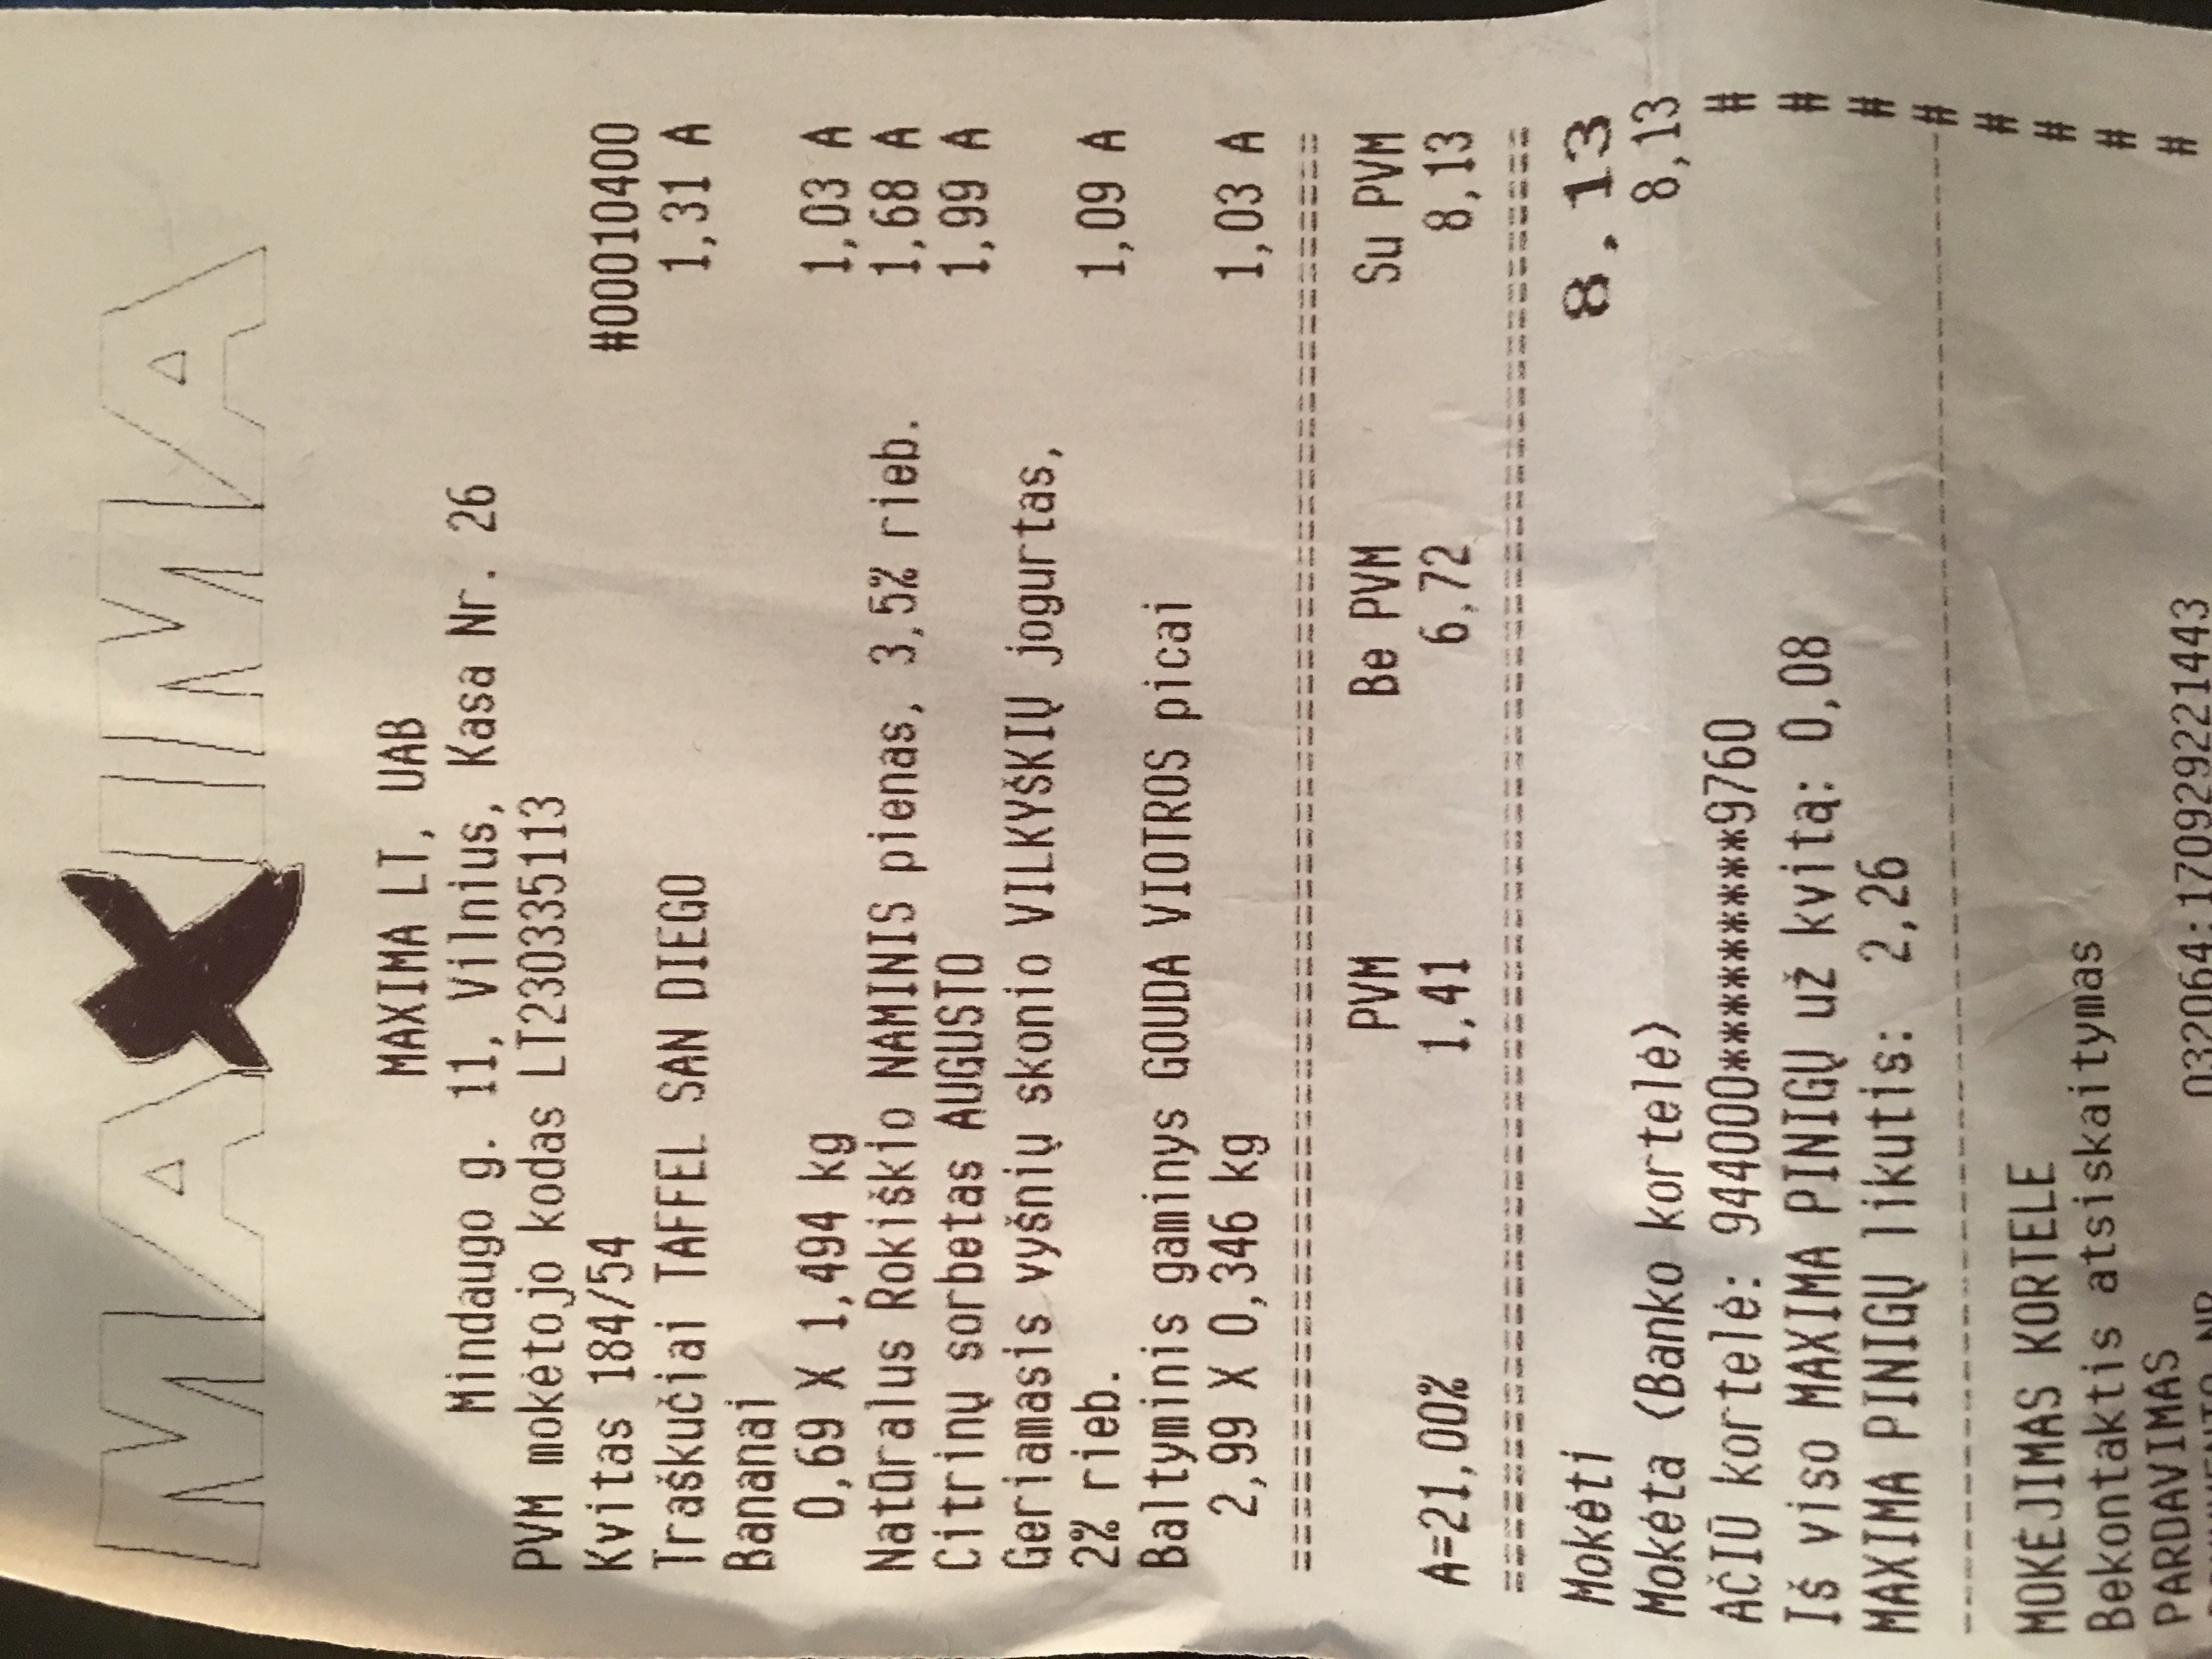 MAXIMA
MAXIMA LT, UAB
Mindaugo g. 11, Vilnius, Kasa Nr. 26
PVM mokėtojo kodas LT230335113
Kvitas 184/54 #00010400
Traškučiai TAFFEL SAN DIEGO 1,31 A
Bananai
0,69 X 1,494 kg 1,03 A
Natūralus Rokiškio NAMINIS pienas, 3,5% rieb. 1,68 A
Citrinų sorbetas AUGUSTO 1,99 A
Geriamasis vyšnių skonio VILKYŠKIŲ jogurtas,
2% rieb. 1,09 A
Baltyminis gaminys GOUDA VIOTROS picai
2,99 X 0,346 kg 1,03 A
================================================
PVM Be PVM Su PVM
A=21,00% 1,41 6,72 8,13
================================================
Mokėti 8,13
Mokėta (Banko kortelė) 8,13
AČIŪ kortelė: 944000*********9760 #
Iš viso MAXIMA PINIGŲ už kvitą: 0,08 #
MAXIMA PINIGŲ likutis: 2,26 #
------------------------------------------------#
#
MOKĖJIMAS KORTELE #
Bekontaktis atsiskaitymas #
PARDAVIMAS #
DOKUMENTO NR 032064:170929221443